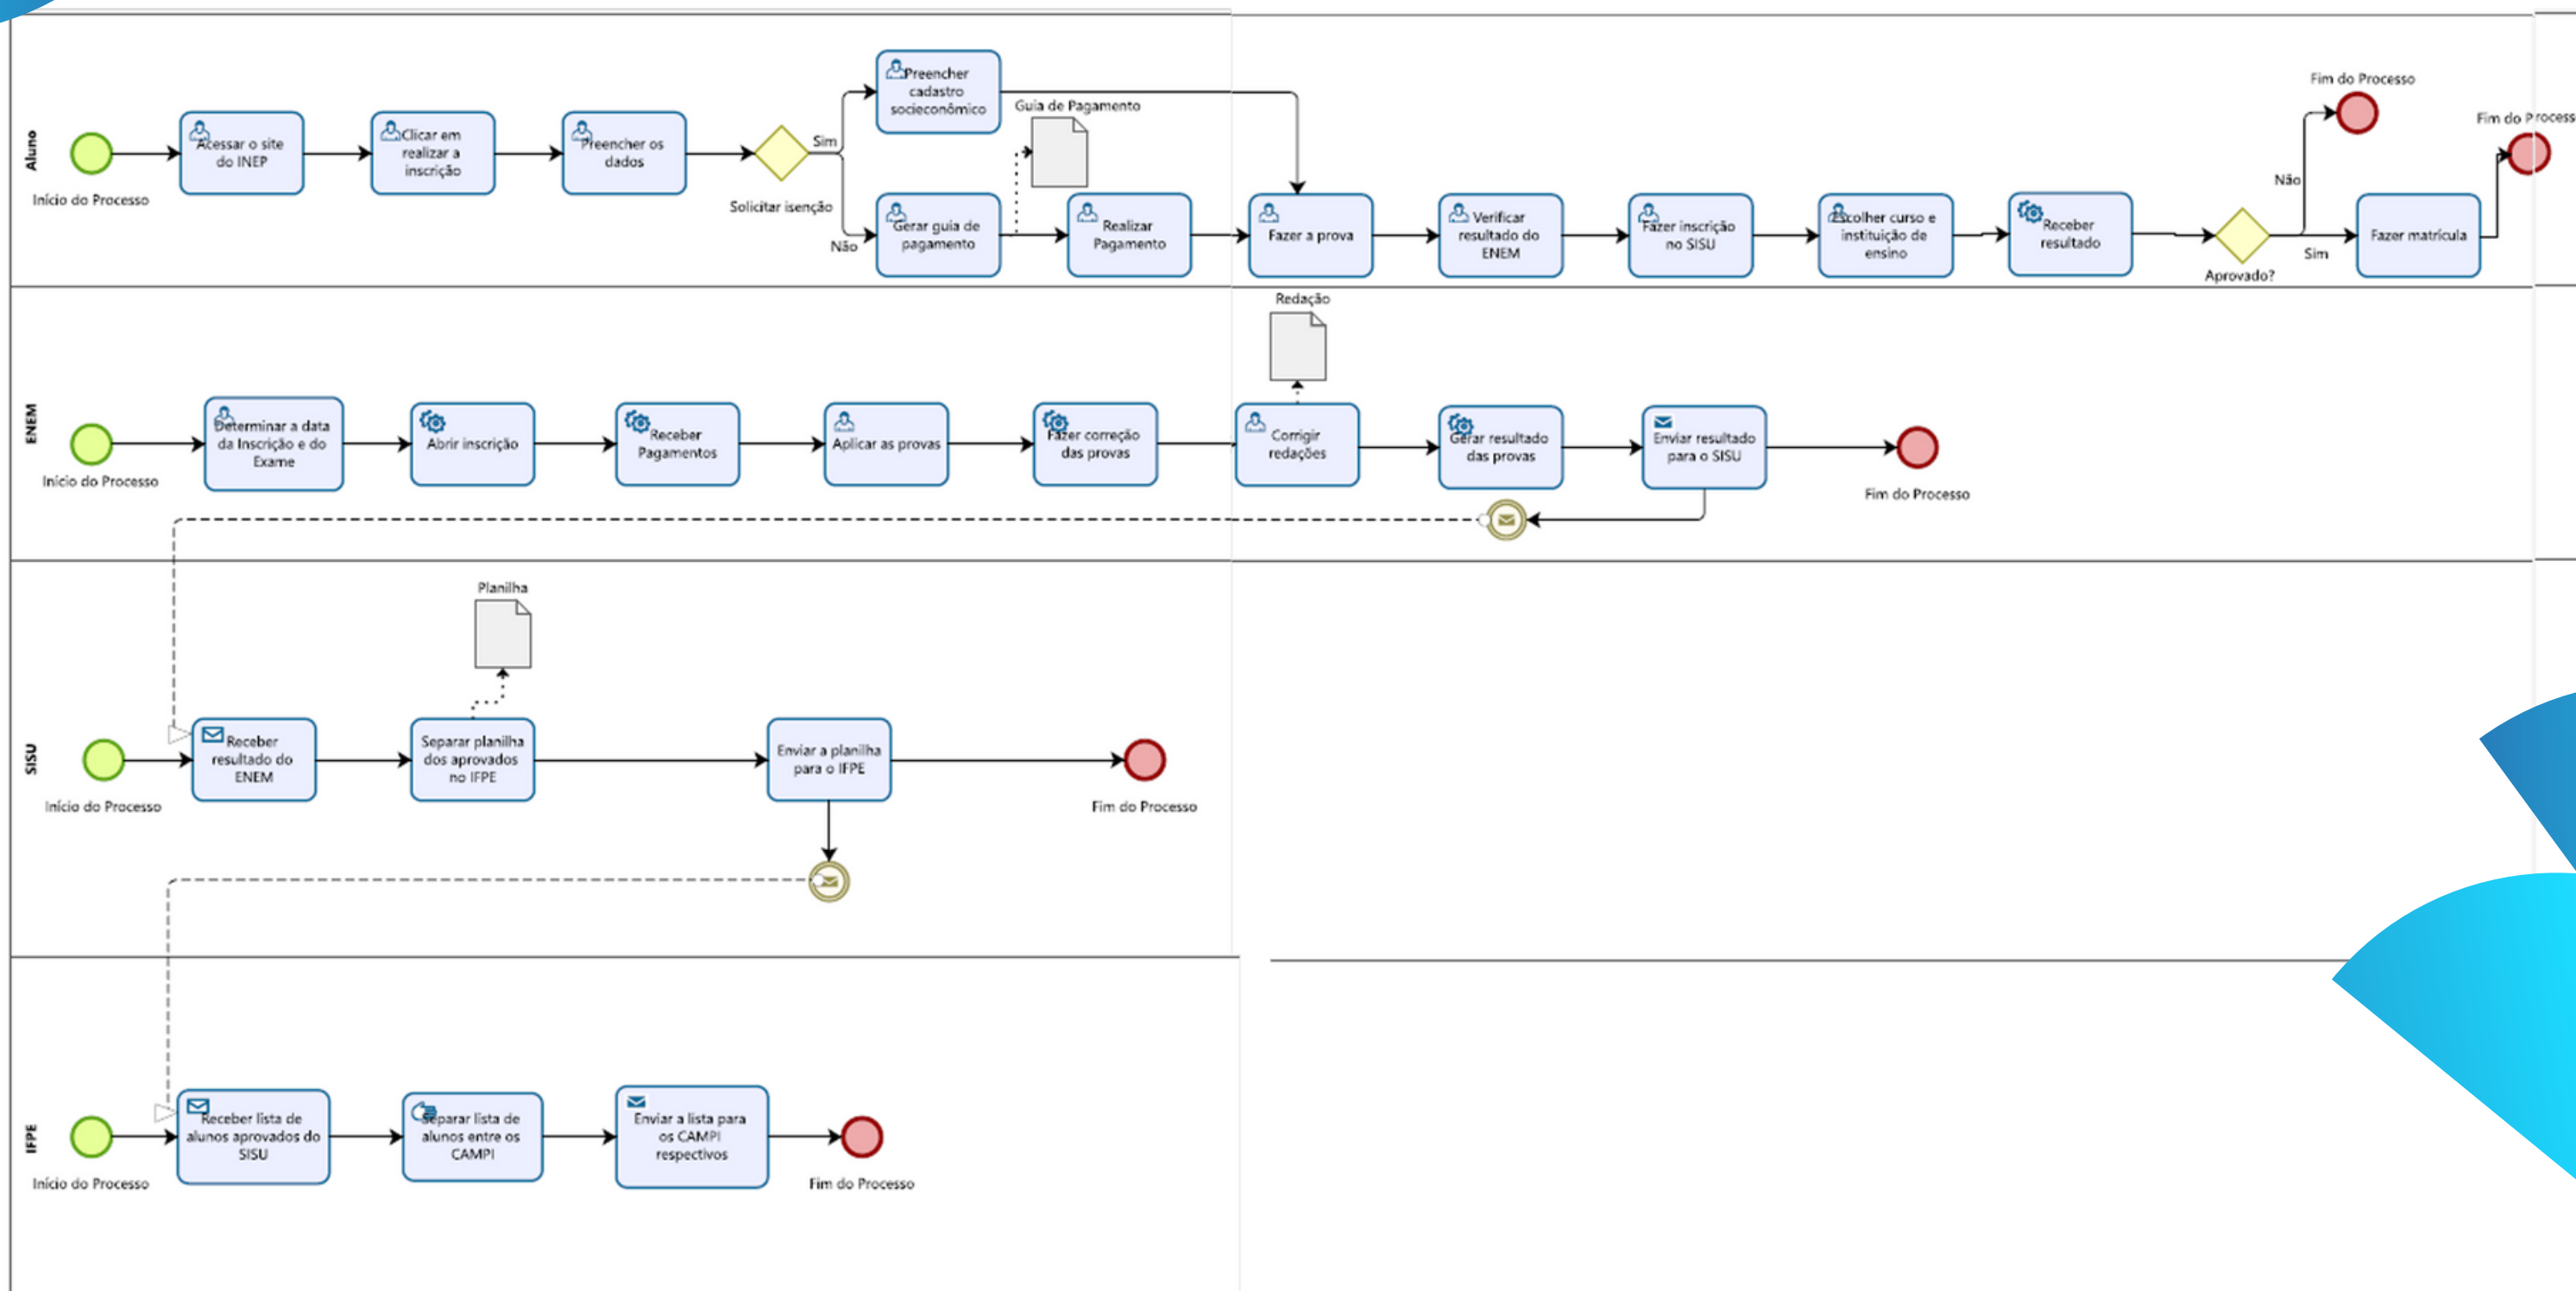 Aluno
Início do Processo
Acessar o site
do INEP
Clicar em
realizar a
inscrição
Preencher os
dados
Solicitar isenção
Sim
Não
Preencher
cadastro
socieconômico
Guia de Pagamento
Gerar guia de
pagamento
Realizar
Pagamento
Fazer a prova
Verificar
resultado do
ENEM
Fazer inscrição
no SISU
Escolher curso e
instituição de
ensino
Receber
resultado
Aprovado?
Não
Sim
Fim do Processo
Fazer matrícula
Fim do Process
ENEM
Início do Processo
Determinar a data
da Inscrição e do
Exame
Abrir inscrição
Receber
Pagamentos
Aplicar as provas
Fazer correção
das provas
Redação
Corrigir
redações
Gerar resultado
das provas
Enviar resultado
para o SISU
Fim do Processo
SISU
Início do Processo
Receber
resultado do
ENEM
Planilha
Separar planilha
dos aprovados
no IFPE
Enviar a planilha
para o IFPE
Fim do Processo
IFPE
Início do Processo
Receber lista de
alunos aprovados do
SISU
Separar lista de
alunos entre os
CAMPI
Enviar a lista para
os CAMPI
respectivos
Fim do Processo